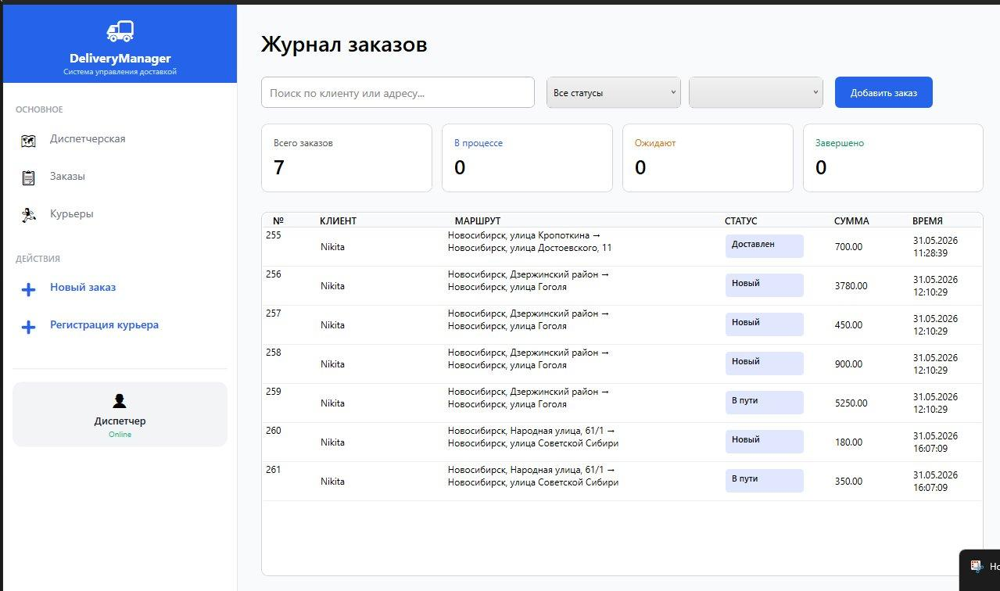 DeliveryManager
Система управления доставкой
ОСНОВНОЕ
Диспетчерская
Заказы
Курьеры
ДЕЙСТВИЯ
Новый заказ
Регистрация курьера
Диспетчер
Online
Журнал заказов
Поиск по клиенту или адресу...
Все статусы
Добавить заказ
Всего заказов
7
В процессе
0
Ожидают
0
Завершено
0
№ КЛИЕНТ МАРШРУТ СТАТУС СУММА ВРЕМЯ
255 Nikita Новосибирск, улица Кропоткина → Доставлен 700.00 31.05.2026
Новосибирск, улица Достоевского, 11 11:28:39
256 Nikita Новосибирск, Дзержинский район → Новый 3780.00 31.05.2026
Новосибирск, улица Гоголя 12:10:29
257 Nikita Новосибирск, Дзержинский район → Новый 450.00 31.05.2026
Новосибирск, улица Гоголя 12:10:29
258 Nikita Новосибирск, Дзержинский район → Новый 900.00 31.05.2026
Новосибирск, улица Гоголя 12:10:29
259 Nikita Новосибирск, Дзержинский район → В пути 5250.00 31.05.2026
Новосибирск, улица Гоголя 12:10:29
260 Nikita Новосибирск, Народная улица, 61/1 → Новый 180.00 31.05.2026
Новосибирск, улица Советской Сибири 16:07:09
261 Nikita Новосибирск, Народная улица, 61/1 → В пути 350.00 31.05.2026
Новосибирск, улица Советской Сибири 16:07:09